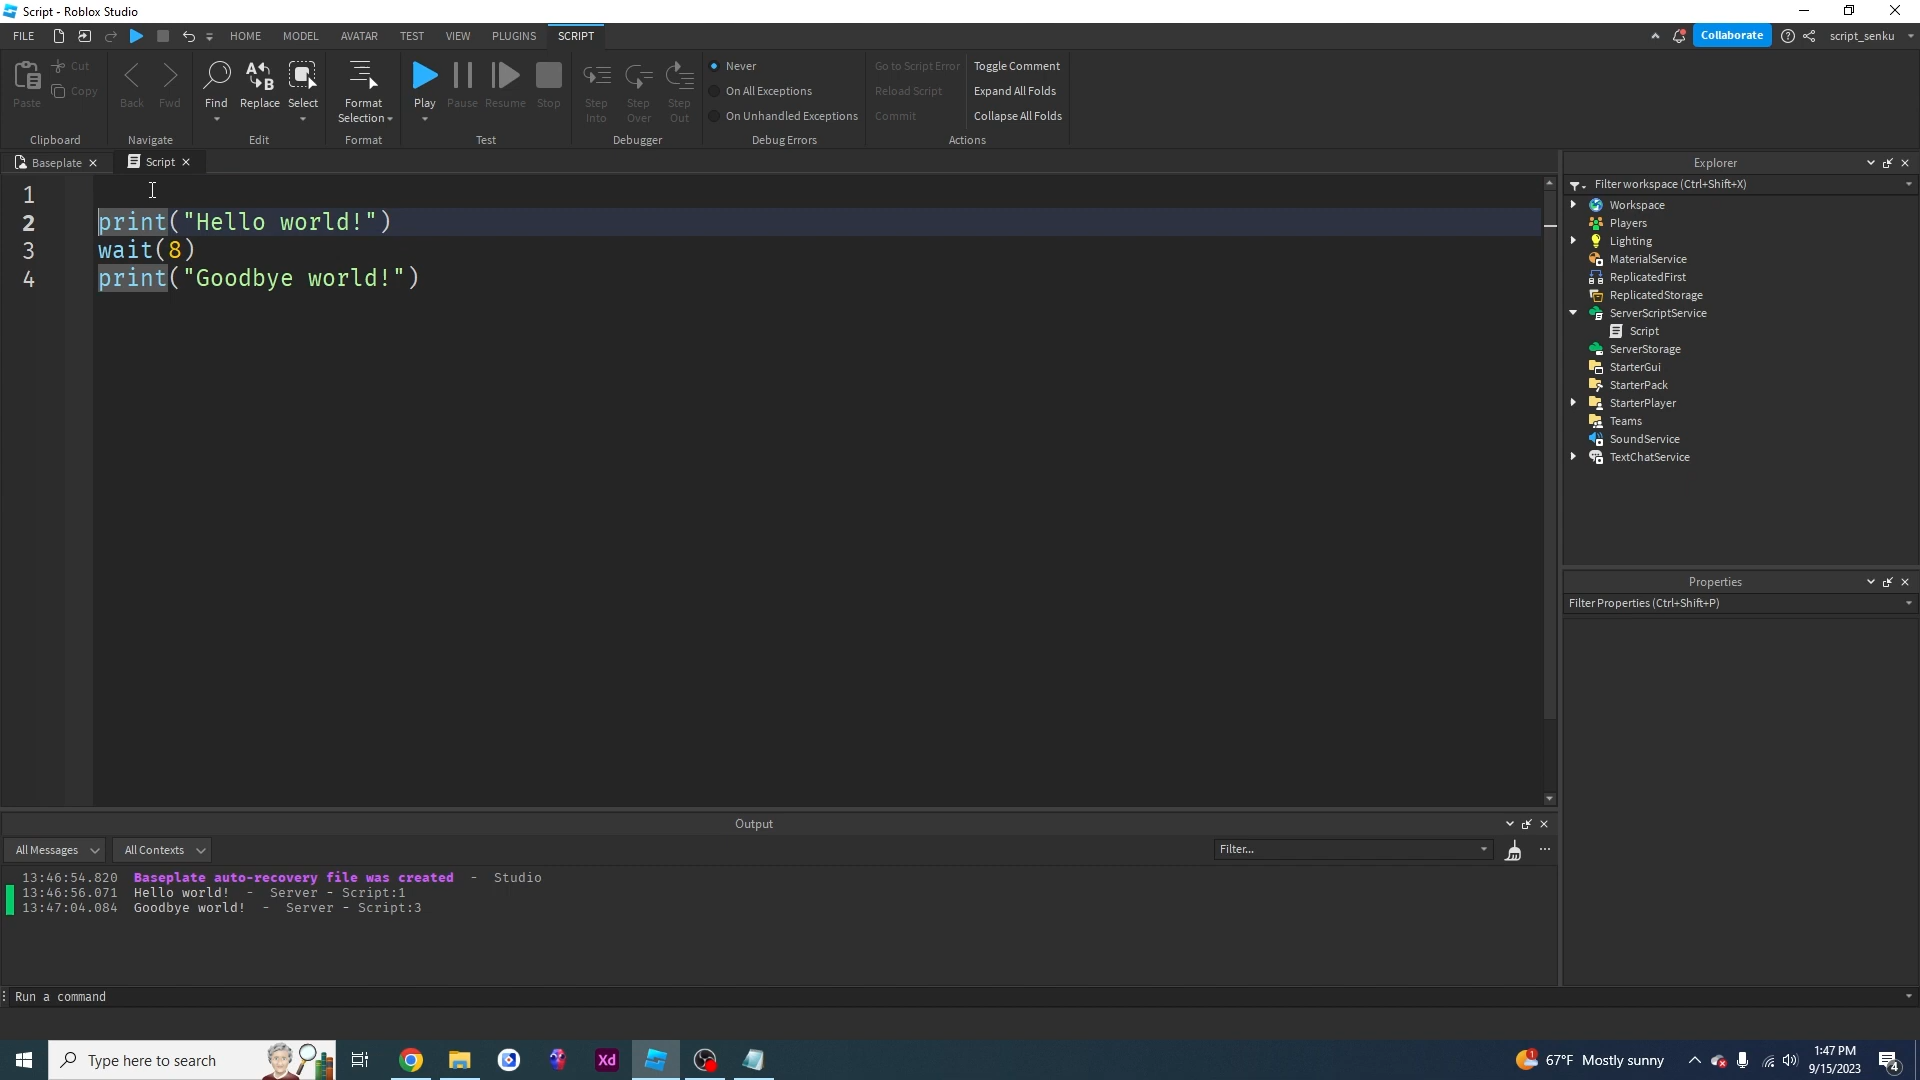 Script - Roblox Studio
FILE HOME MODEL AVATAR TEST VIEW PLUGINS SCRIPT Collaborate script_senku
Paste Cut Copy Back Fwd Find Replace Select Format Selection Play Pause Resume Stop Step Into Step Over Step Out
Never Go to Script Error Toggle Comment
On All Exceptions Reload Script Expand All Folds
On Unhandled Exceptions Commit Collapse All Folds
Clipboard Navigate Edit Format Test Debugger Debug Errors Actions
Baseplate Script
1
2 print("Hello world!")
3 wait(8)
4 print("Goodbye world!")
Explorer
Filter workspace (Ctrl+Shift+X)
Workspace
Players
Lighting
MaterialService
ReplicatedFirst
ReplicatedStorage
ServerScriptService
Script
ServerStorage
StarterGui
StarterPack
StarterPlayer
Teams
SoundService
TextChatService
Properties
Filter Properties (Ctrl+Shift+P)
Output
All Messages All Contexts Filter...
13:46:54.820 Baseplate auto-recovery file was created - Studio
13:46:56.071 Hello world! - Server - Script:1
13:47:04.084 Goodbye world! - Server - Script:3
Run a command
Type here to search Xd 1 67°F Mostly sunny 1:47 PM
9/15/2023 4